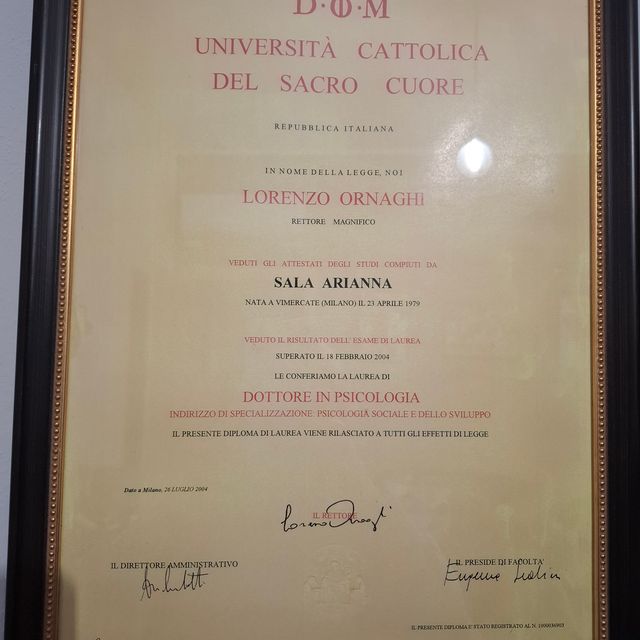 D·O·M
UNIVERSITÀ CATTOLICA
DEL SACRO CUORE
REPUBBLICA ITALIANA
IN NOME DELLA LEGGE, NOI
LORENZO ORNAGHI
RETTORE MAGNIFICO
VEDUTI GLI ATTESTATI DEGLI STUDI COMPIUTI DA
SALA ARIANNA
NATA A VIMERCATE (MILANO) IL 23 APRILE 1979
VEDUTO IL RISULTATO DELL'ESAME DI LAUREA
SUPERATO IL 18 FEBBRAIO 2004
LE CONFERIAMO LA LAUREA DI
DOTTORE IN PSICOLOGIA
INDIRIZZO DI SPECIALIZZAZIONE: PSICOLOGIA SOCIALE E DELLO SVILUPPO
IL PRESENTE DIPLOMA DI LAUREA VIENE RILASCIATO A TUTTI GLI EFFETTI DI LEGGE
Dato a Milano, 26 LUGLIO 2004
IL RETTORE
Lorenzo Ornaghi
IL DIRETTORE AMMINISTRATIVO
IL PRESIDE DI FACOLTA'
IL PRESENTE DIPLOMA E' STATO REGISTRATO AL N. 1000036903